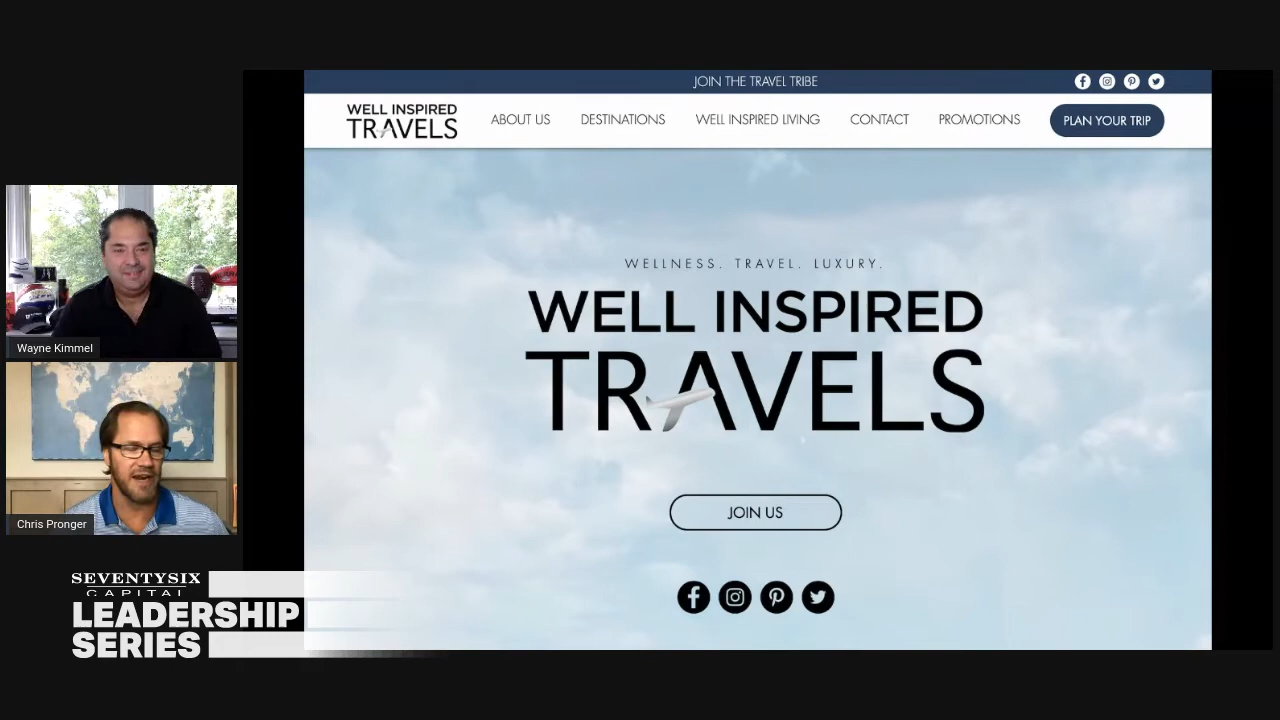 JOIN THE TRAVEL TRIBE
WELL INSPIRED
TRAVELS
ABOUT US
DESTINATIONS
WELL INSPIRED LIVING
CONTACT
PROMOTIONS
PLAN YOUR TRIP
WELLNESS. TRAVEL. LUXURY.
WELL INSPIRED
TRAVELS
JOIN US
Wayne Kimmel
Chris Pronger
SEVENTYSIX
CAPITAL
LEADERSHIP
SERIES